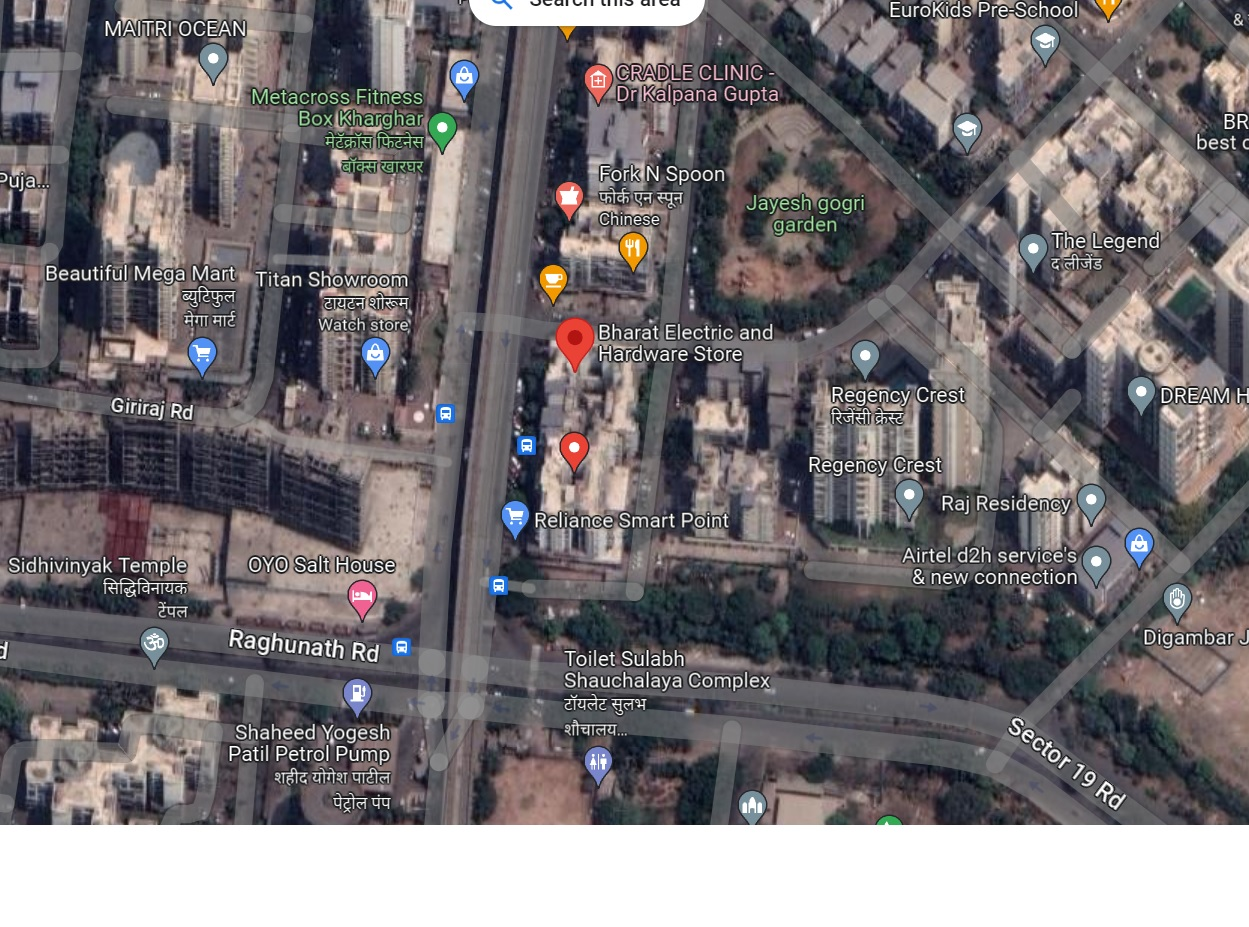 Search this area
EuroKids Pre-School
&
MAITRI OCEAN
CRADLE CLINIC -
Dr Kalpana Gupta
Metacross Fitness
Box Kharghar
मेटॅक्रॉस फिटनेस
बॉक्स खारघर
BR
best c
Puja...
Fork N Spoon
फोर्क एन स्पून
Chinese
Jayesh gogri
garden
The Legend
द लीजेंड
Beautiful Mega Mart
ब्युटिफुल
मेगा मार्ट
Titan Showroom
टायटन शोरूम
Watch store
Bharat Electric and
Hardware Store
Regency Crest
रिजेंसी क्रेस्ट
DREAM H
Giriraj Rd
Regency Crest
Raj Residency
Reliance Smart Point
Airtel d2h service's
& new connection
Sidhivinyak Temple
सिद्धिविनायक
टेंपल
OYO Salt House
Digambar J
Raghunath Rd
d
Toilet Sulabh
Shauchalaya Complex
टॉयलेट सुलभ
शौचालय...
Shaheed Yogesh
Patil Petrol Pump
शहीद योगेश पाटील
पेट्रोल पंप
Sector 19 Rd